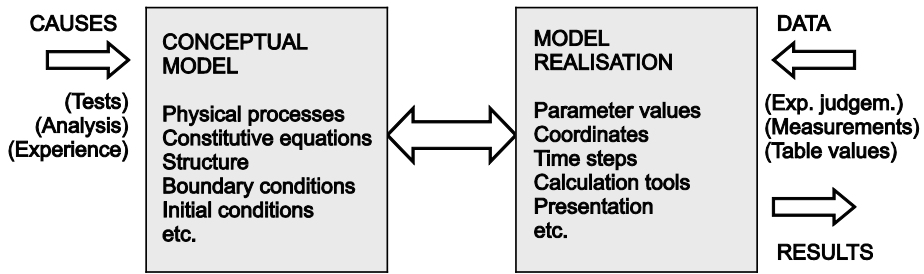 CAUSES
(Tests)
(Analysis)
(Experience)
CONCEPTUAL
MODEL
Physical processes
Constitutive equations
Structure
Boundary conditions
Initial conditions
etc.
MODEL
REALISATION
Parameter values
Coordinates
Time steps
Calculation tools
Presentation
etc.
DATA
(Exp. judgem.)
(Measurements)
(Table values)
RESULTS